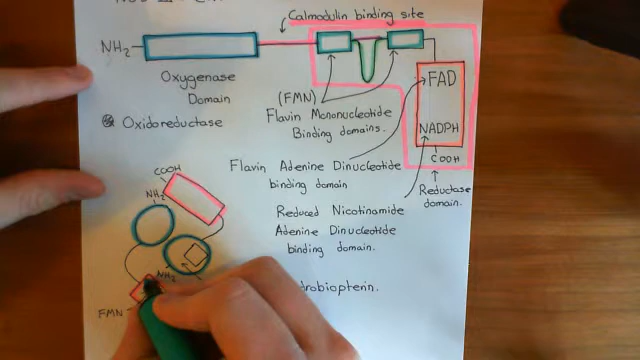 Calmodulin binding site
NH2
Oxygenase
Domain
(FMN)
Flavin Mononucleotide
Binding domains.
FAD
NADPH
COOH
Oxidoreductase
Flavin Adenine Dinucleotide
binding domain
Reductase
domain.
Reduced Nicotinamide
Adenine Dinucleotide
binding domain.
COOH
NH2
NH2
FMN